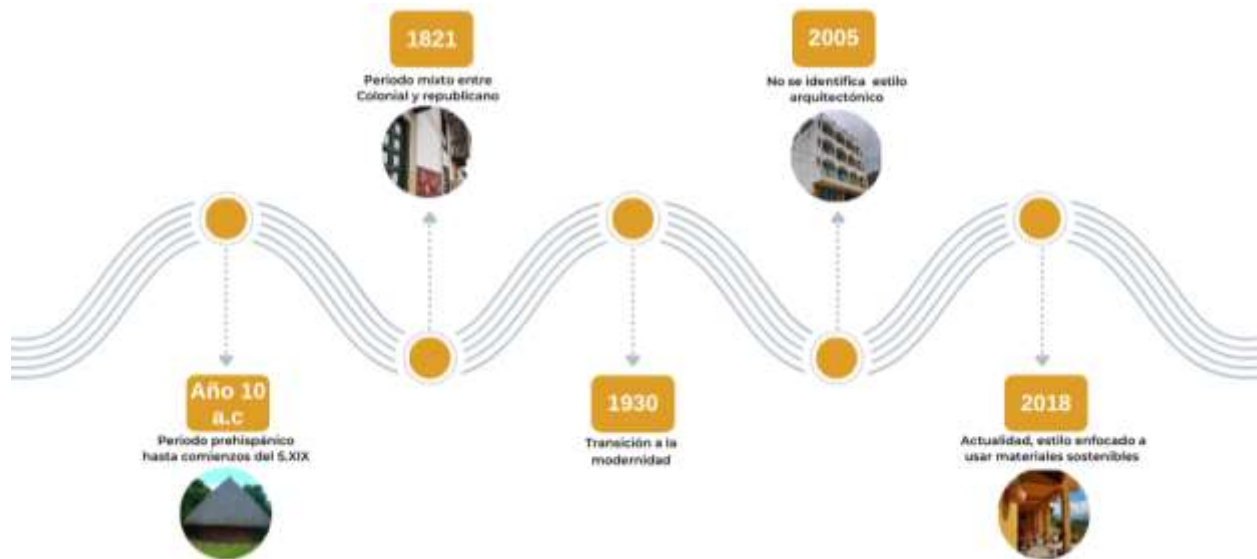 1821
Periodo mixto entre
Colonial y republicano
2005
No se identifica estilo
arquitectónico
Año 10
a.c
Periodo prehispánico
hasta comienzos del S.XIX
1930
Transición a la
modernidad
2018
Actualidad, estilo enfocado a
usar materiales sostenibles